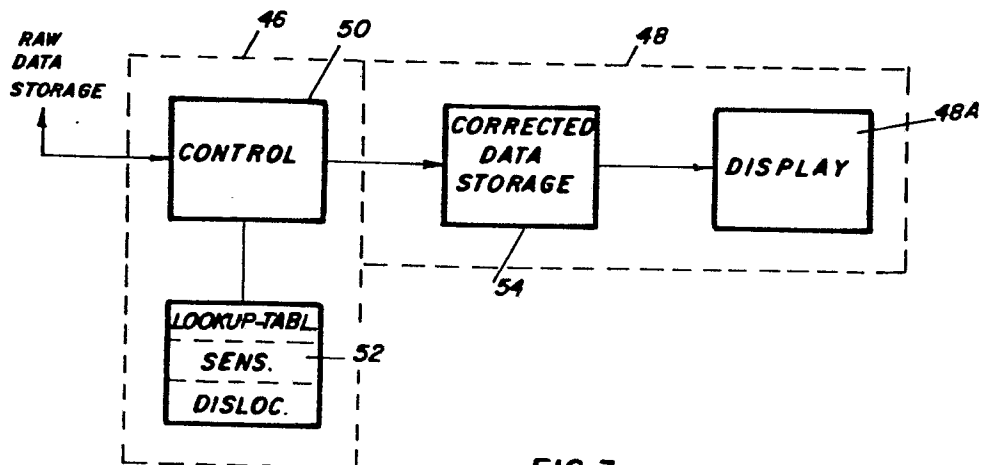 46
50
48
RAW
DATA
STORAGE
48A
CONTROL
CORRECTED
DATA
STORAGE
DISPLAY
54
LOOKUP-TABL
SENS.
52
DISLOC.